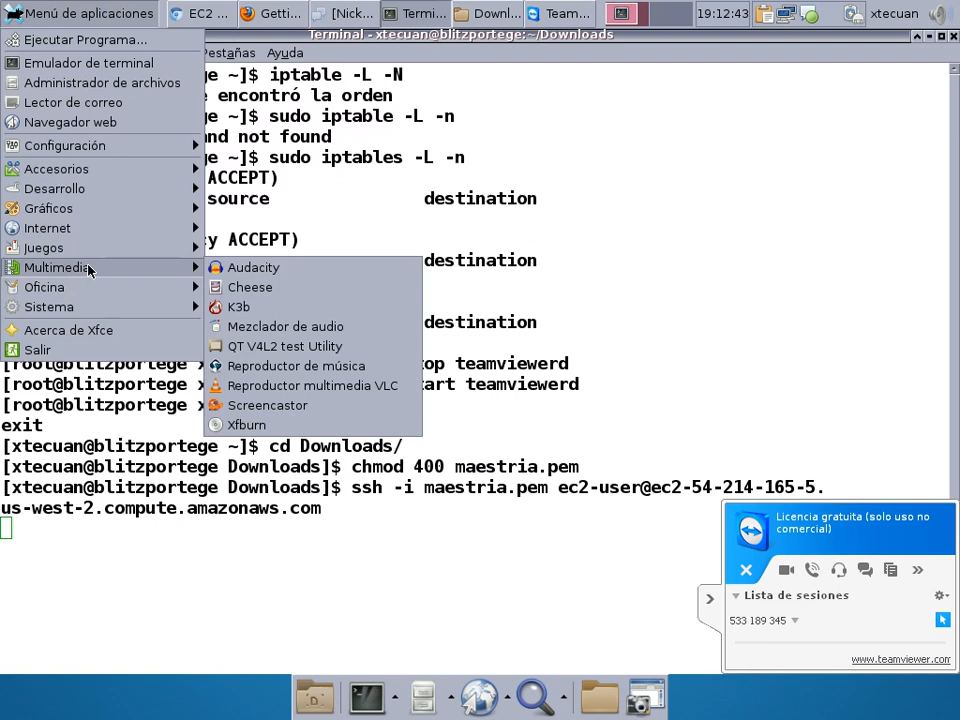 Menú de aplicaciones
EC2 ...
Getti...
[Nick...
Termi...
Downl...
Team...
19:12:43
xtecuan
Terminal - xtecuan@blitzportege:~/Downloads
Pestañas Ayuda
Ejecutar Programa...
Emulador de terminal
Administrador de archivos
Lector de correo
Navegador web
Configuración
Accesorios
Desarrollo
Gráficos
Internet
Juegos
Multimedia
Oficina
Sistema
Acerca de Xfce
Salir
Audacity
Cheese
K3b
Mezclador de audio
QT V4L2 test Utility
Reproductor de música
Reproductor multimedia VLC
Screencastor
Xfburn
ge ~]$ iptable -L -N
e encontró la orden
ge ~]$ sudo iptable -L -n
nd not found
ge ~]$ sudo iptables -L -n
ACCEPT)
source destination
y ACCEPT)
destination
destination
[root@blitzportege x op teamviewerd
[root@blitzportege x art teamviewerd
[root@blitzportege x
exit
[xtecuan@blitzportege ~]$ cd Downloads/
[xtecuan@blitzportege Downloads]$ chmod 400 maestria.pem
[xtecuan@blitzportege Downloads]$ ssh -i maestria.pem ec2-user@ec2-54-214-165-5.
us-west-2.compute.amazonaws.com
Licencia gratuita (solo uso no
comercial)
Lista de sesiones
533 189 345
www.teamviewer.com